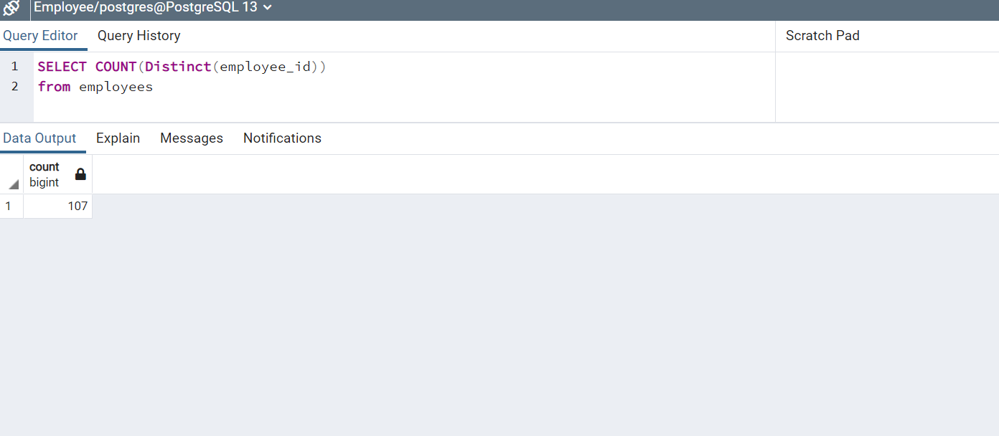 Employee/postgres@PostgreSQL 13
Query Editor Query History Scratch Pad
1 SELECT COUNT(Distinct(employee_id))
2 from employees
Data Output Explain Messages Notifications
count
bigint
1 107